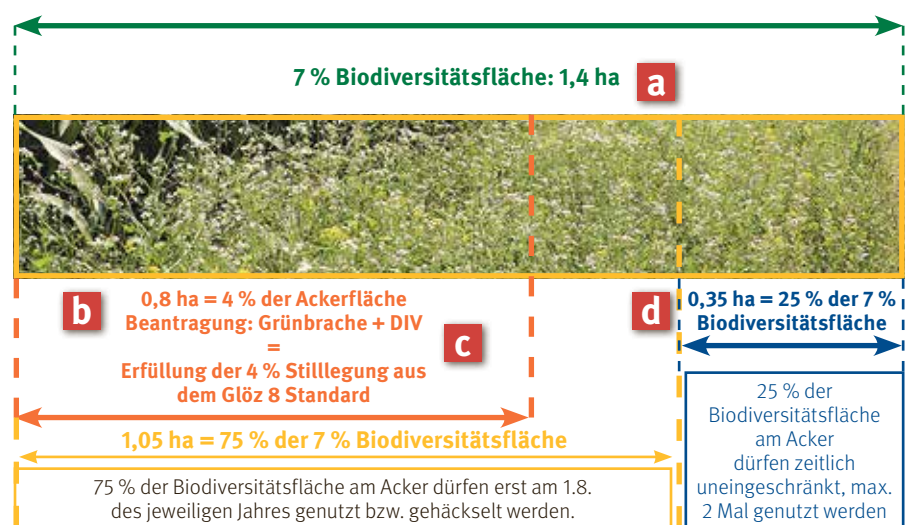 7 % Biodiversitätsfläche: 1,4 ha
a
b
0,8 ha = 4 % der Ackerfläche
Beantragung: Grünbrache + DIV
=
Erfüllung der 4 % Stilllegung aus
dem Glöz 8 Standard
c
d
0,35 ha = 25 % der 7 %
Biodiversitätsfläche
1,05 ha = 75 % der 7 % Biodiversitätsfläche
75 % der Biodiversitätsfläche am Acker dürfen erst am 1.8.
des jeweiligen Jahres genutzt bzw. gehäckselt werden.
25 % der
Biodiversitätsfläche
am Acker
dürfen zeitlich
uneingeschränkt, max.
2 Mal genutzt werden